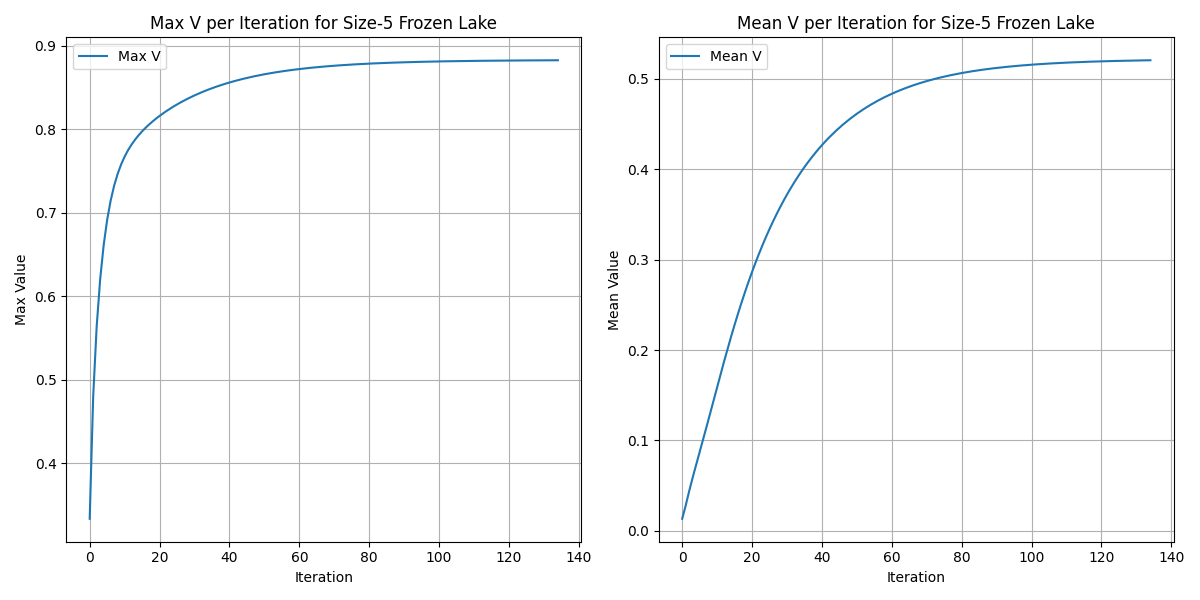 Max V per Iteration for Size-5 Frozen Lake
Max V
0.9
0.8
0.7
0.6
0.5
0.4
Max Value
0 20 40 60 80 100 120 140
Iteration
Mean V per Iteration for Size-5 Frozen Lake
Mean V
0.5
0.4
0.3
0.2
0.1
0.0
Mean Value
0 20 40 60 80 100 120 140
Iteration